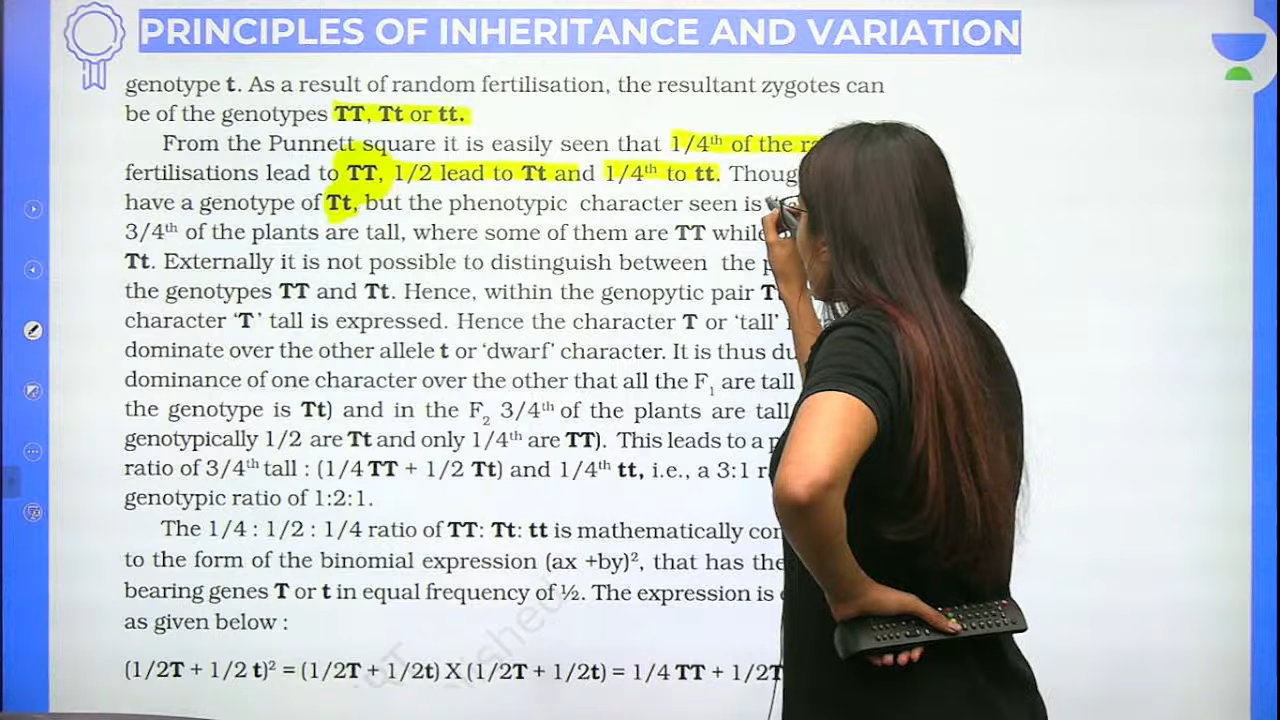 PRINCIPLES OF INHERITANCE AND VARIATION
genotype t. As a result of random fertilisation, the resultant zygotes can
be of the genotypes TT, Tt or tt.
From the Punnett square it is easily seen that 1/4th of the
fertilisations lead to TT, 1/2 lead to Tt and 1/4th to tt. Thoug
have a genotype of Tt, but the phenotypic character seen is
3/4th of the plants are tall, where some of them are TT while
Tt. Externally it is not possible to distinguish between the
the genotypes TT and Tt. Hence, within the genopytic pair
character ‘T’ tall is expressed. Hence the character T or ‘tall’
dominate over the other allele t or ‘dwarf’ character. It is thus du
dominance of one character over the other that all the F1 are tall
the genotype is Tt) and in the F2 3/4th of the plants are tall
genotypically 1/2 are Tt and only 1/4th are TT). This leads to a
ratio of 3/4th tall : (1/4 TT + 1/2 Tt) and 1/4th tt, i.e., a 3:1
genotypic ratio of 1:2:1.
The 1/4 : 1/2 : 1/4 ratio of TT: Tt: tt is mathematically con
to the form of the binomial expression (ax +by)², that has the
bearing genes T or t in equal frequency of ½. The expression is
as given below :
(1/2T + 1/2 t)² = (1/2T + 1/2t) X (1/2T + 1/2t) = 1/4 TT + 1/2T